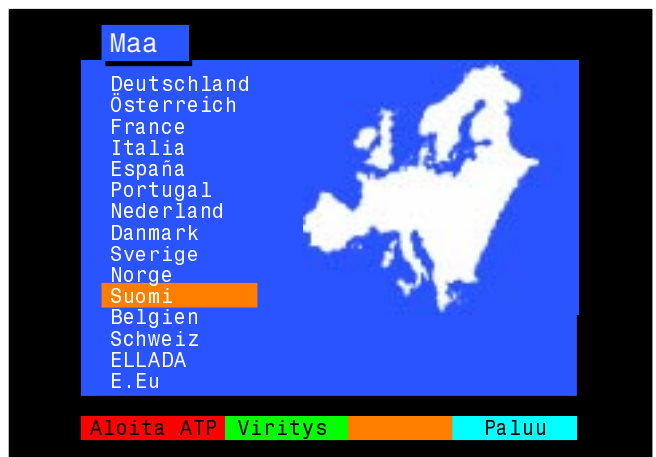 Maa
Deutschland
Österreich
France
Italia
España
Portugal
Nederland
Danmark
Sverige
Norge
Suomi
Belgien
Schweiz
ELLADA
E.Eu
Aloita ATP Viritys Paluu